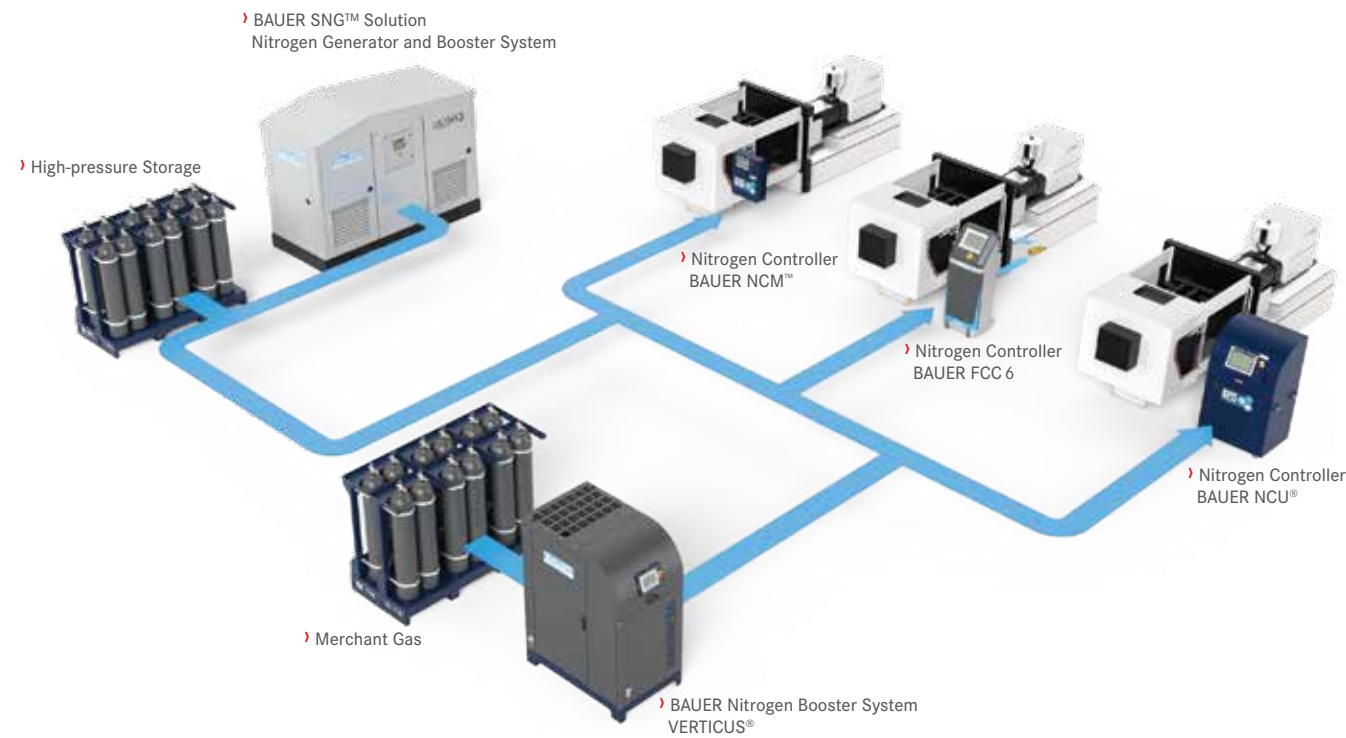 › BAUER SNG™ Solution
Nitrogen Generator and Booster System
› High-pressure Storage
› Nitrogen Controller
BAUER NCM™
› Nitrogen Controller
BAUER FCC 6
› Nitrogen Controller
BAUER NCU®
› Merchant Gas
› BAUER Nitrogen Booster System
VERTICUS®